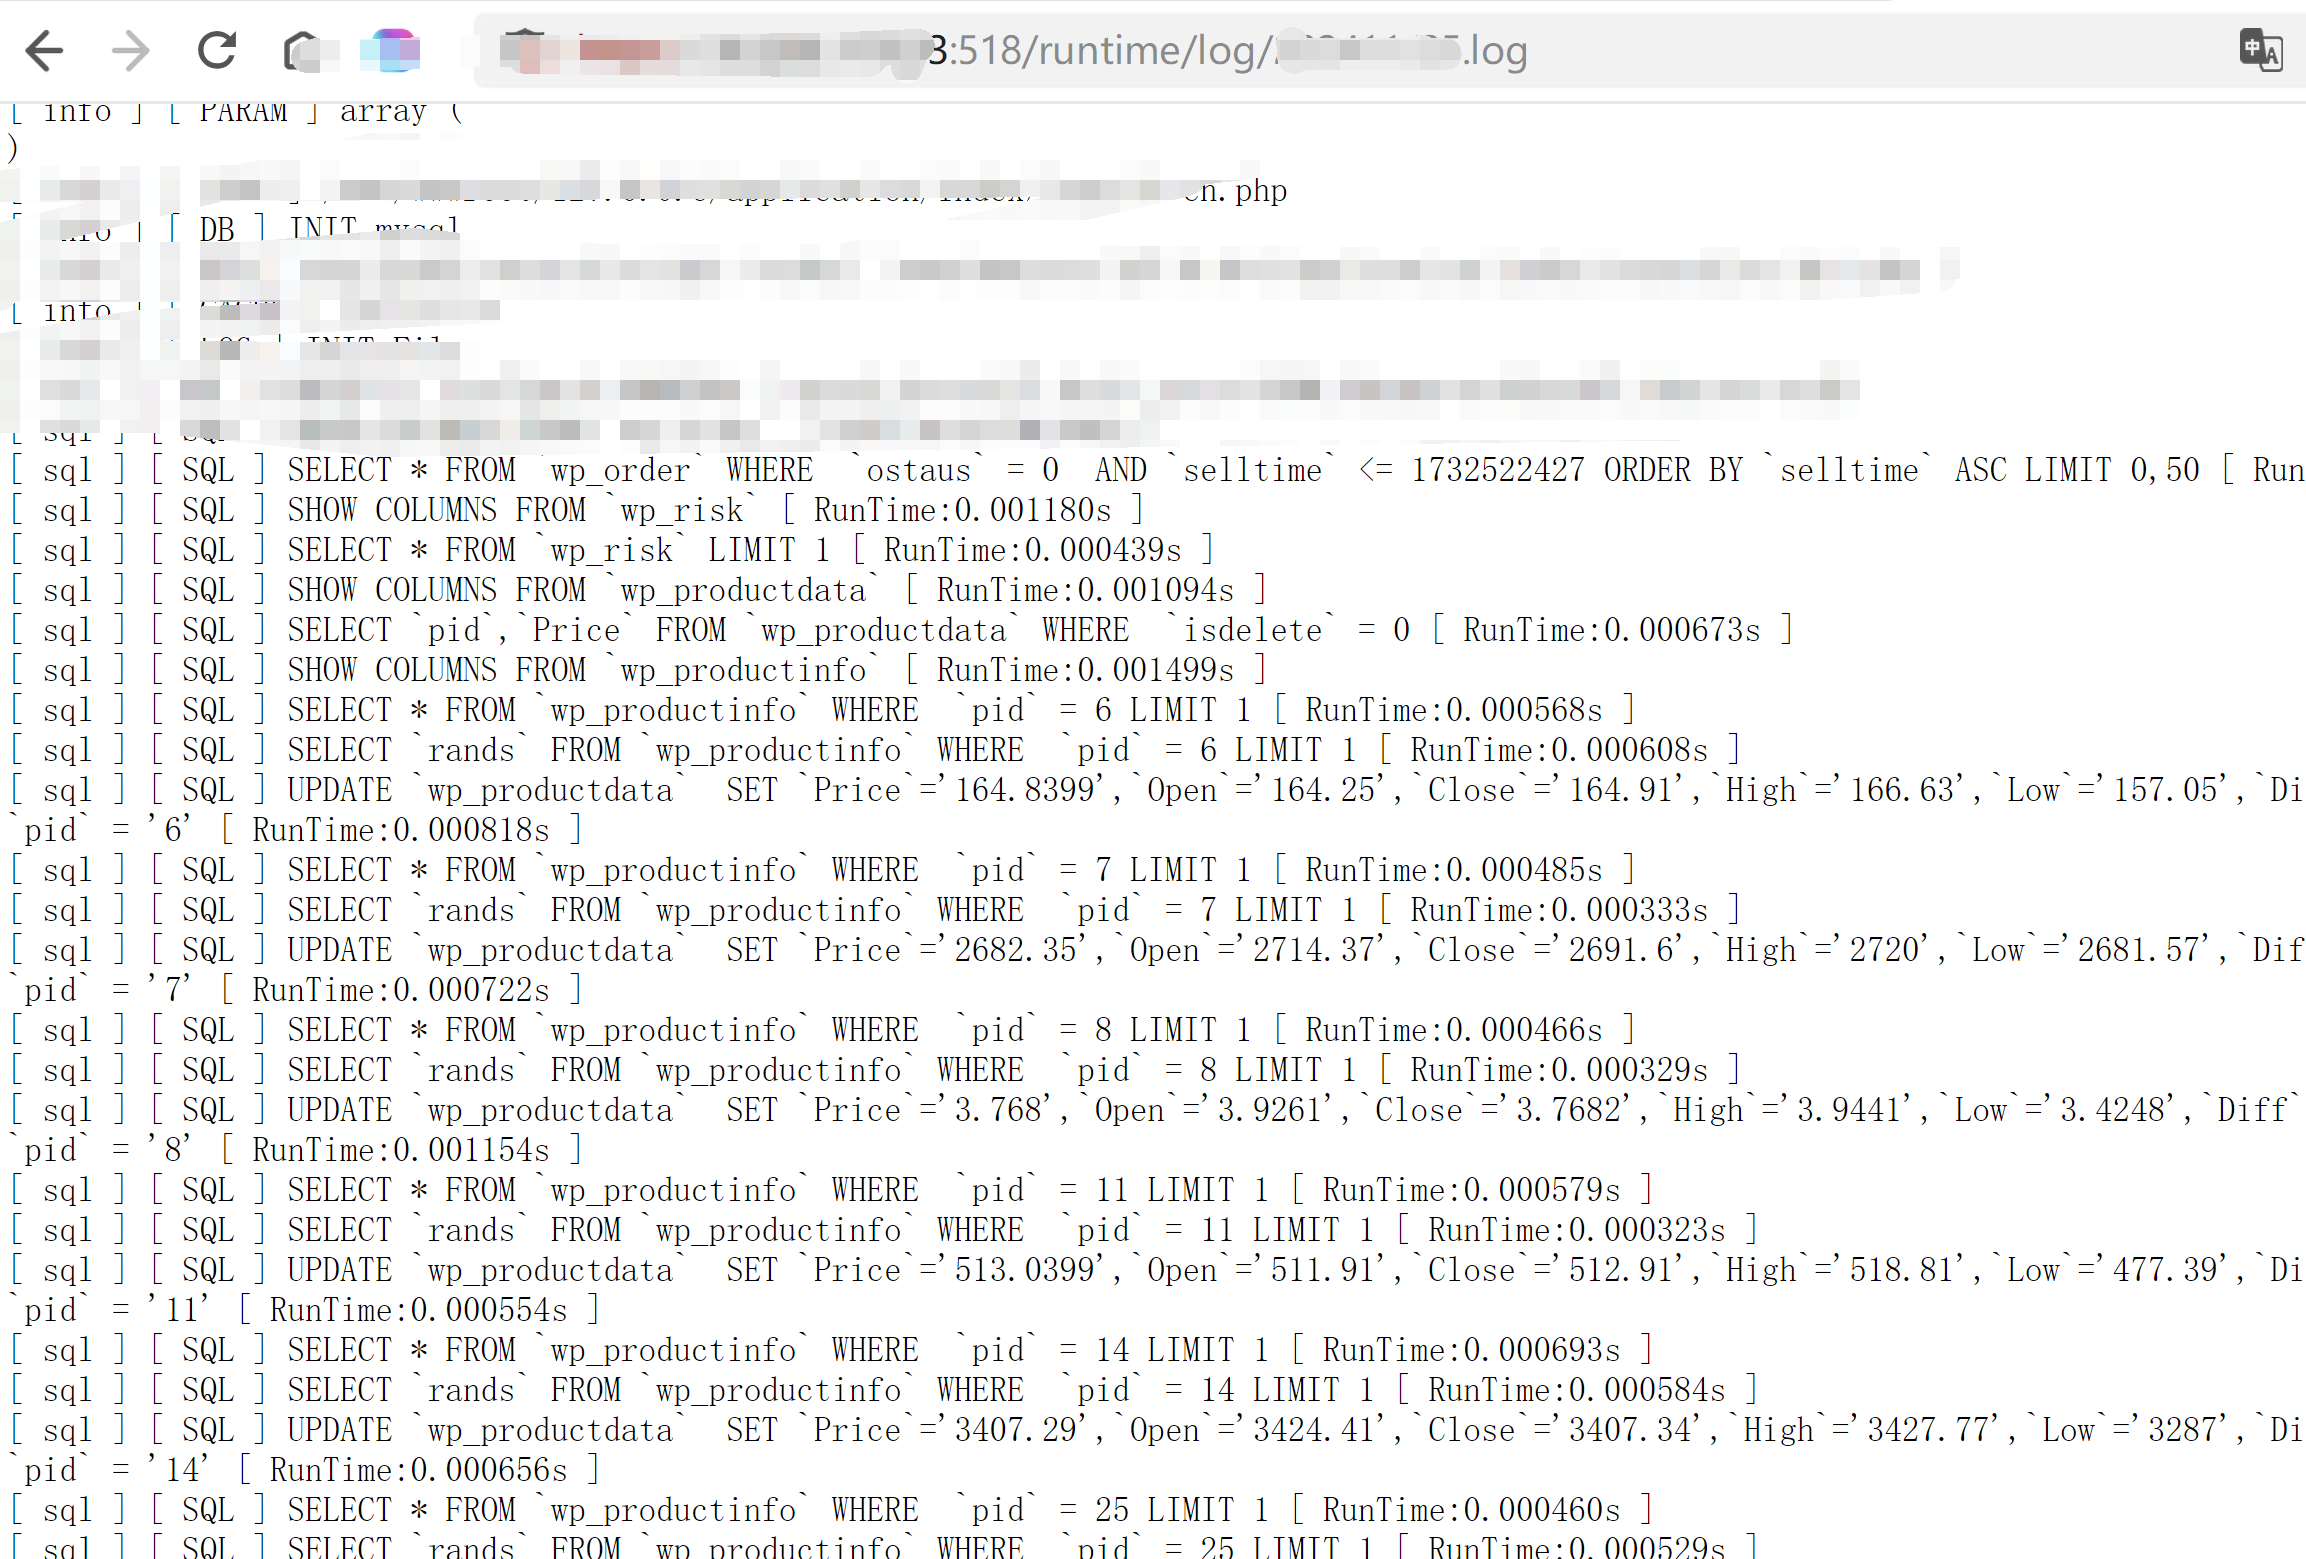 3:518/runtime/log/ .log
[ info ] [ PARAM ] array (
)
en.php
[ info ] [ DB ] INIT mysql
[ info ] [
INIT Fil
[ sql ] [ SQL
[ sql ] [ SQL ] SELECT * FROM `wp_order` WHERE  `ostaus` = 0  AND `selltime` <= 1732522427 ORDER BY `selltime` ASC LIMIT 0,50 [ Run
[ sql ] [ SQL ] SHOW COLUMNS FROM `wp_risk` [ RunTime:0.001180s ]
[ sql ] [ SQL ] SELECT * FROM `wp_risk` LIMIT 1 [ RunTime:0.000439s ]
[ sql ] [ SQL ] SHOW COLUMNS FROM `wp_productdata` [ RunTime:0.001094s ]
[ sql ] [ SQL ] SELECT `pid`,`Price` FROM `wp_productdata` WHERE  `isdelete` = 0 [ RunTime:0.000673s ]
[ sql ] [ SQL ] SHOW COLUMNS FROM `wp_productinfo` [ RunTime:0.001499s ]
[ sql ] [ SQL ] SELECT * FROM `wp_productinfo` WHERE  `pid` = 6 LIMIT 1 [ RunTime:0.000568s ]
[ sql ] [ SQL ] SELECT `rands` FROM `wp_productinfo` WHERE  `pid` = 6 LIMIT 1 [ RunTime:0.000608s ]
[ sql ] [ SQL ] UPDATE `wp_productdata`  SET `Price`='164.8399',`Open`='164.25',`Close`='164.91',`High`='166.63',`Low`='157.05',`Di
`pid` = '6' [ RunTime:0.000818s ]
[ sql ] [ SQL ] SELECT * FROM `wp_productinfo` WHERE  `pid` = 7 LIMIT 1 [ RunTime:0.000485s ]
[ sql ] [ SQL ] SELECT `rands` FROM `wp_productinfo` WHERE  `pid` = 7 LIMIT 1 [ RunTime:0.000333s ]
[ sql ] [ SQL ] UPDATE `wp_productdata`  SET `Price`='2682.35',`Open`='2714.37',`Close`='2691.6',`High`='2720',`Low`='2681.57',`Dif
`pid` = '7' [ RunTime:0.000722s ]
[ sql ] [ SQL ] SELECT * FROM `wp_productinfo` WHERE  `pid` = 8 LIMIT 1 [ RunTime:0.000466s ]
[ sql ] [ SQL ] SELECT `rands` FROM `wp_productinfo` WHERE  `pid` = 8 LIMIT 1 [ RunTime:0.000329s ]
[ sql ] [ SQL ] UPDATE `wp_productdata`  SET `Price`='3.768',`Open`='3.9261',`Close`='3.7682',`High`='3.9441',`Low`='3.4248',`Diff`
`pid` = '8' [ RunTime:0.001154s ]
[ sql ] [ SQL ] SELECT * FROM `wp_productinfo` WHERE  `pid` = 11 LIMIT 1 [ RunTime:0.000579s ]
[ sql ] [ SQL ] SELECT `rands` FROM `wp_productinfo` WHERE  `pid` = 11 LIMIT 1 [ RunTime:0.000323s ]
[ sql ] [ SQL ] UPDATE `wp_productdata`  SET `Price`='513.0399',`Open`='511.91',`Close`='512.91',`High`='518.81',`Low`='477.39',`Di
`pid` = '11' [ RunTime:0.000554s ]
[ sql ] [ SQL ] SELECT * FROM `wp_productinfo` WHERE  `pid` = 14 LIMIT 1 [ RunTime:0.000693s ]
[ sql ] [ SQL ] SELECT `rands` FROM `wp_productinfo` WHERE  `pid` = 14 LIMIT 1 [ RunTime:0.000584s ]
[ sql ] [ SQL ] UPDATE `wp_productdata`  SET `Price`='3407.29',`Open`='3424.41',`Close`='3407.34',`High`='3427.77',`Low`='3287',`Di
`pid` = '14' [ RunTime:0.000656s ]
[ sql ] [ SQL ] SELECT * FROM `wp_productinfo` WHERE  `pid` = 25 LIMIT 1 [ RunTime:0.000460s ]
[ sql ] [ SQL ] SELECT `rands` FROM `wp_productinfo` WHERE  `pid` = 25 LIMIT 1 [ RunTime:0.000529s ]